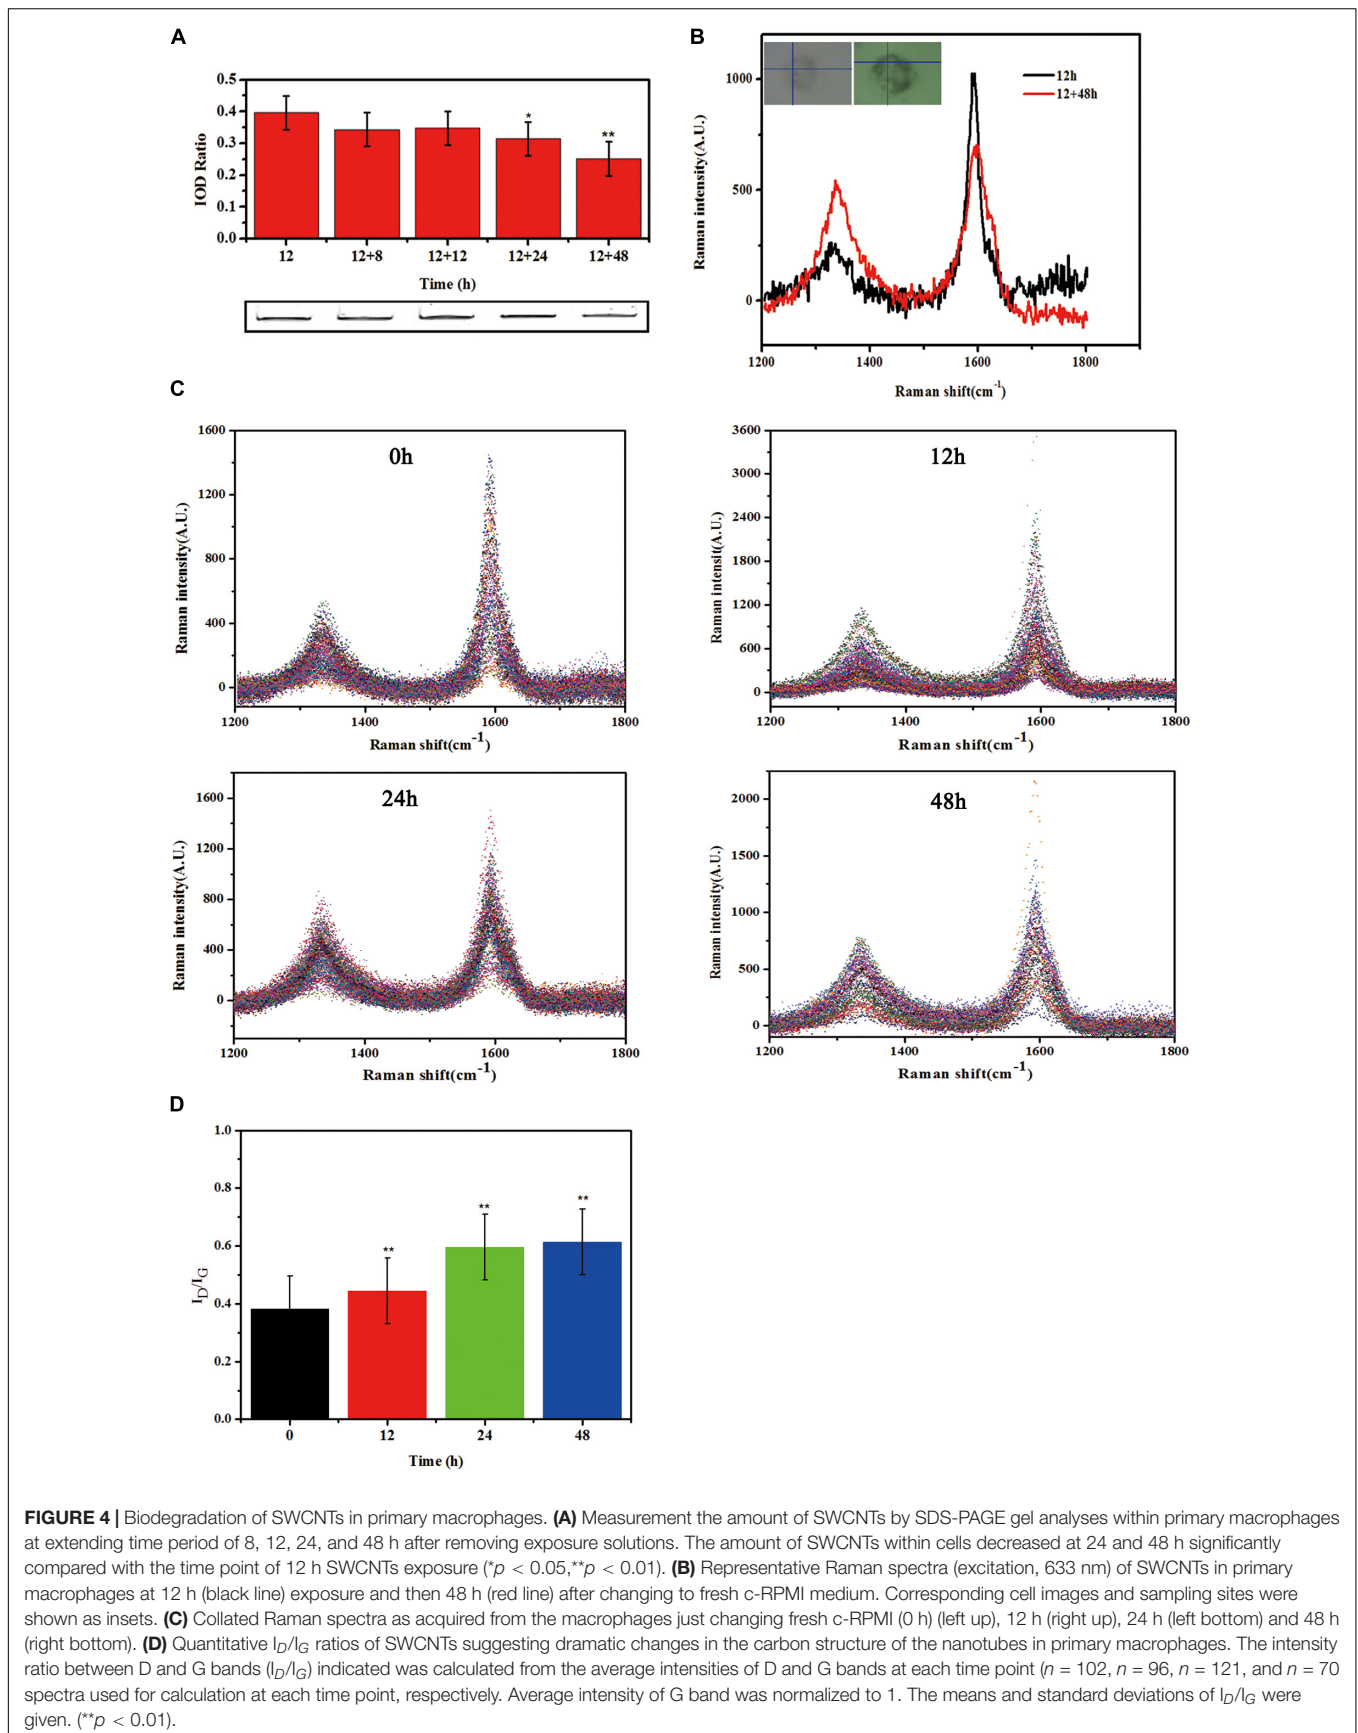 A
0.5
0.4
0.3
0.2
0.1
0.0
IOD Ratio
*
**
12 12+8 12+12 12+24 12+48
Time (h)
B
1000
500
0
Raman intensity(A.U.)
12h
12+48h
1200 1400 1600 1800
Raman shift(cm-1)
C
1600
1200
800
400
0
Raman intensity(A.U.)
0h
1200 1400 1600 1800
Raman shift(cm-1)
3600
3000
2400
1800
1200
600
0
Raman intensit(A.U.)
12h
1200 1400 1600 1800
Raman shift(cm-1)
1600
1200
800
400
0
Raman intensity(A.U.)
24h
1200 1400 1600 1800
Raman shift(cm-1)
2000
1500
1000
500
0
Raman intensity(A.U.)
48h
1200 1400 1600 1800
Raman shift(cm-1)
D
1.0
0.8
0.6
0.4
0.2
0.0
ID/IG
**
**
**
0 12 24 48
Time (h)
FIGURE 4 | Biodegradation of SWCNTs in primary macrophages. (A) Measurement the amount of SWCNTs by SDS-PAGE gel analyses within primary macrophages
at extending time period of 8, 12, 24, and 48 h after removing exposure solutions. The amount of SWCNTs within cells decreased at 24 and 48 h significantly
compared with the time point of 12 h SWCNTs exposure (*p < 0.05,**p < 0.01). (B) Representative Raman spectra (excitation, 633 nm) of SWCNTs in primary
macrophages at 12 h (black line) exposure and then 48 h (red line) after changing to fresh c-RPMI medium. Corresponding cell images and sampling sites were
shown as insets. (C) Collated Raman spectra as acquired from the macrophages just changing fresh c-RPMI (0 h) (left up), 12 h (right up), 24 h (left bottom) and 48 h
(right bottom). (D) Quantitative ID/IG ratios of SWCNTs suggesting dramatic changes in the carbon structure of the nanotubes in primary macrophages. The intensity
ratio between D and G bands (ID/IG) indicated was calculated from the average intensities of D and G bands at each time point (n = 102, n = 96, n = 121, and n = 70
spectra used for calculation at each time point, respectively. Average intensity of G band was normalized to 1. The means and standard deviations of ID/IG were
given. (**p < 0.01).